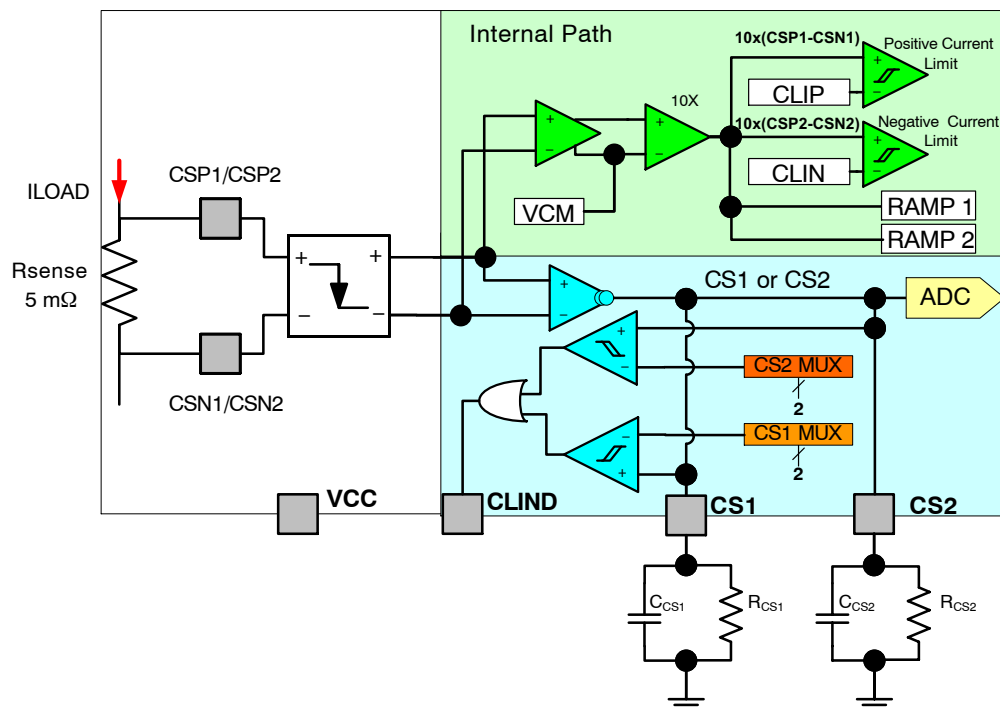 Internal Path
10x(CSP1-CSN1)
Positive Current
Limit
CLIP
10X
10x(CSP2-CSN2)
Negative Current
Limit
CLIN
VCM
RAMP 1
RAMP 2
ILOAD
CSP1/CSP2
Rsense
5 mΩ
CSN1/CSN2
CS1 or CS2
ADC
CS2 MUX
2
CS1 MUX
2
VCC
CLIND
CS1
CS2
CCS1
RCS1
CCS2
RCS2
+
−
+
−
+
−
+
−
+
−
+
−
+
−
+
−
+
−
−
+